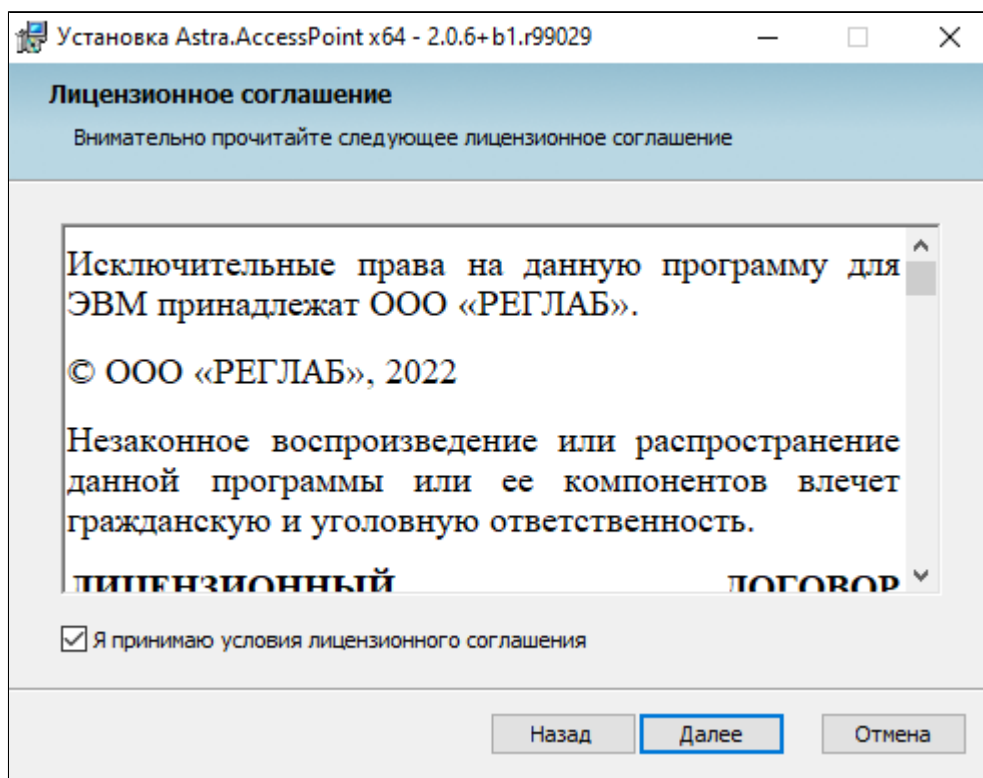 Установка Astra.AccessPoint x64 - 2.0.6+b1.r99029
Лицензионное соглашение
Внимательно прочитайте следующее лицензионное соглашение
Исключительные права на данную программу для
ЭВМ принадлежат ООО «РЕГЛАБ».
© ООО «РЕГЛАБ», 2022
Незаконное воспроизведение или распространение
данной программы или ее компонентов влечет
гражданскую и уголовную ответственность.
ЛИЦЕНЗИОННЫЙ ДОГОВОР
Я принимаю условия лицензионного соглашения
Назад Далее Отмена